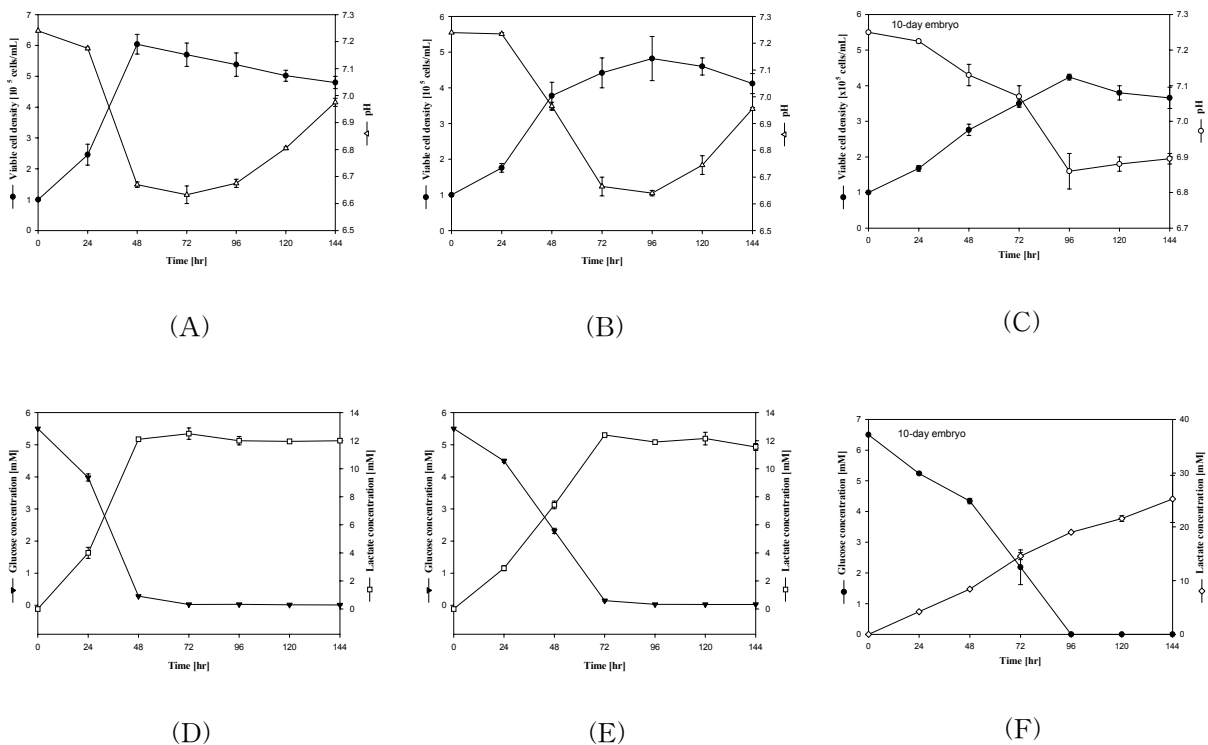 7
6
5
4
3
2
1
0
Viable cell density [10 5 cells/mL]
7.3
7.2
7.1
7.0
6.9
6.8
6.7
6.6
6.5
pH
0 24 48 72 96 120 144
Time [hr]
(A)
6
5
4
3
2
1
0
Viable cell density [10 5 cells/mL]
7.3
7.2
7.1
7.0
6.9
6.8
6.7
6.6
6.5
pH
0 24 48 72 96 120 144
Time [hr]
(B)
10-day embryo
6
5
4
3
2
1
0
Viable cell density [x10 5 cells/mL]
7.3
7.2
7.1
7.0
6.9
6.8
6.7
pH
0 24 48 72 96 120 144
Time [hr]
(C)
6
5
4
3
2
1
0
Glucose concentration [mM]
14
12
10
8
6
4
2
0
Lactate concentration [mM]
0 24 48 72 96 120 144
Time [hr]
(D)
6
5
4
3
2
1
0
Glucose concentration [mM]
14
12
10
8
6
4
2
0
Lactate concentration [mM]
0 24 48 72 96 120 144
Time [hr]
(E)
10-day embryo
7
6
5
4
3
2
1
0
Glucose concentration [mM]
40
30
20
10
0
Lactate concentration [mM]
0 24 48 72 96 120 144
Time [hr]
(F)